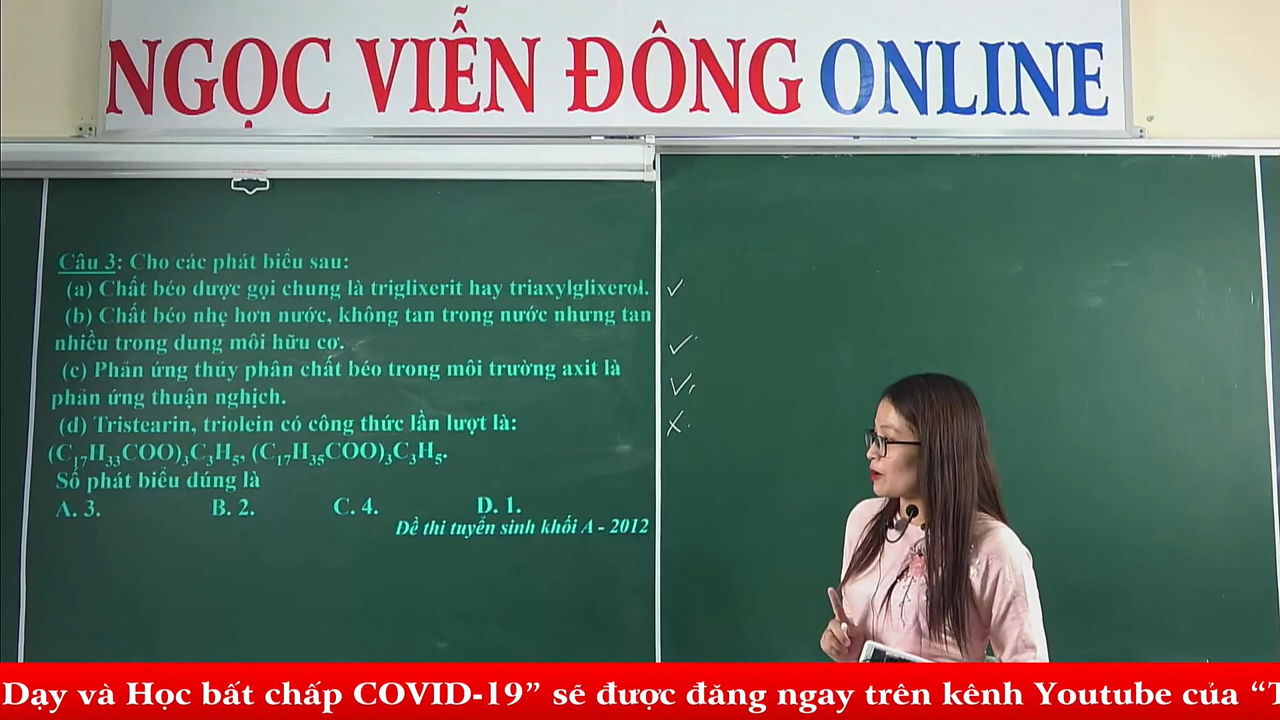 NGỌC VIỄN ĐÔNG ONLINE
Câu 3: Cho các phát biểu sau:
(a) Chất béo được gọi chung là triglixerit hay triaxylglixerol.
(b) Chất béo nhẹ hơn nước, không tan trong nước nhưng tan
nhiều trong dung môi hữu cơ.
(c) Phản ứng thủy phân chất béo trong môi trường axit là
phản ứng thuận nghịch.
(d) Tristearin, triolein có công thức lần lượt là:
(C₁₇H₃₃COO)₃C₃H₅, (C₁₇H₃₅COO)₃C₃H₅.
Số phát biểu đúng là
A. 3. B. 2. C. 4. D. 1.
Đề thi tuyển sinh khối A - 2012
Dạy và Học bất chấp COVID-19” sẽ được đăng ngay trên kênh Youtube của “T